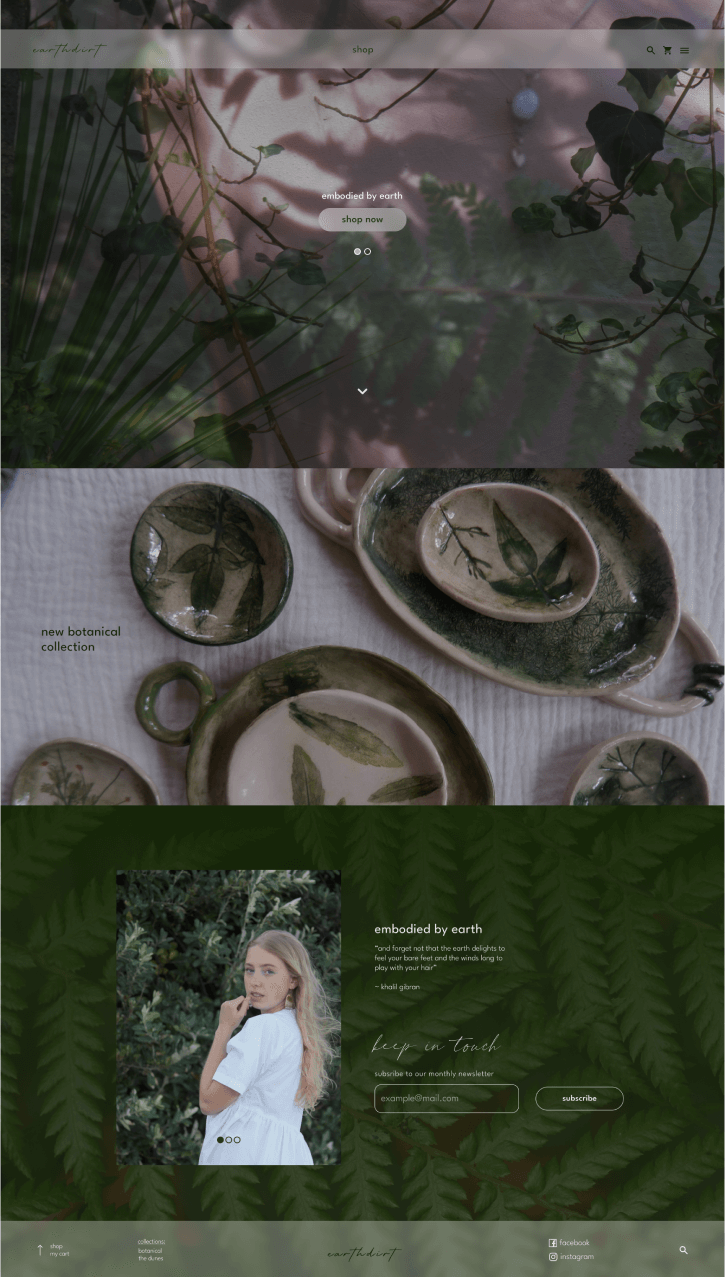 earthdirt
shop
embodied by earth
shop now
new botanical
collection
embodied by earth
"and forget not that the earth delights to
feel your bare feet and the winds long to
play with your hair"
~ khalil gibran
keep in touch
subsribe to our monthly newsletter
example@mail.com
subscribe
shop
my cart
collections:
botanical
the dunes
earthdirt
facebook
instagram